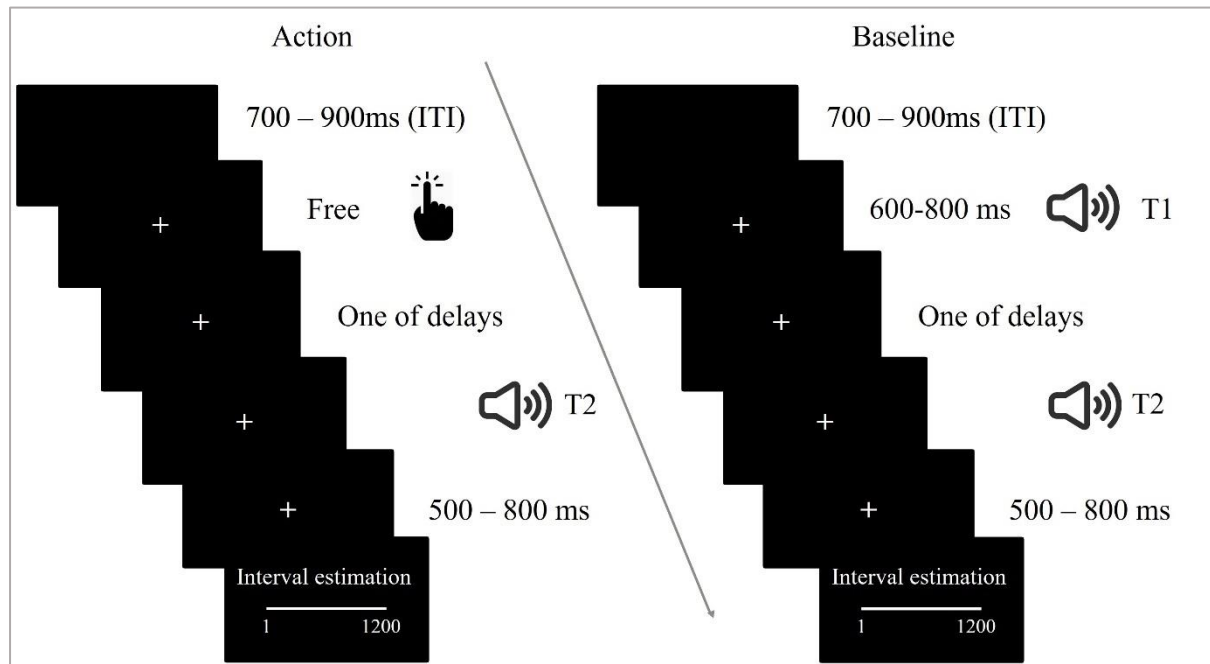 Action
700 – 900ms (ITI)
Free
One of delays
T2
500 – 800 ms
Interval estimation
1 1200
Baseline
700 – 900ms (ITI)
600-800 ms T1
One of delays
T2
500 – 800 ms
Interval estimation
1 1200